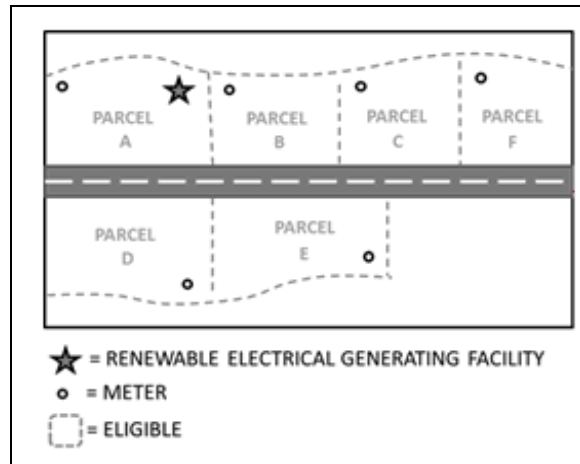 PARCEL
A
PARCEL
B
PARCEL
C
PARCEL
F
PARCEL
D
PARCEL
E
= RENEWABLE ELECTRICAL GENERATING FACILITY
= METER
= ELIGIBLE